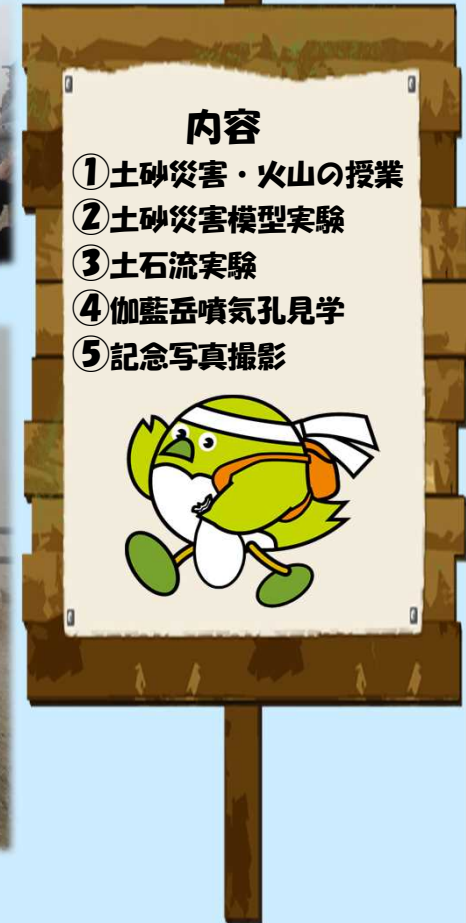 内容
①土砂災害・火山の授業
②土砂災害模型実験
③土石流実験
④伽藍岳噴気孔見学
⑤記念写真撮影